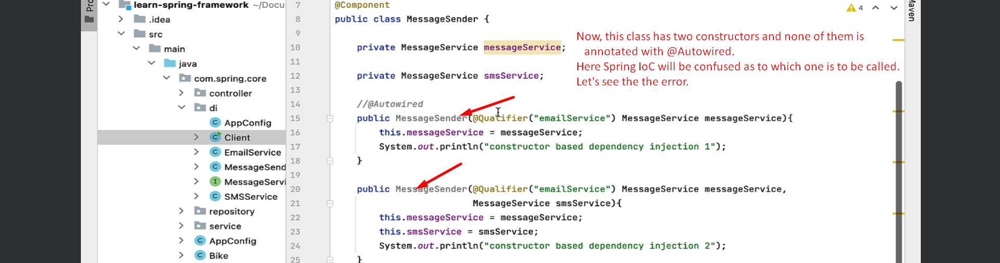 Pro
learn-spring-framework ~/Docu
.idea
src
main
java
com.spring.core
controller
di
AppConfig
Client
EmailService
MessageSend
MessageServi
SMSService
repository
service
AppConfig
Bike
7 @Component
8 public class MessageSender {
9
10 private MessageService messageService;
11
12 private MessageService smsService;
13
14 //@Autowired
15 public MessageSender(@Qualifier("emailService") MessageService messageService){
16 this.messageService = messageService;
17 System.out.println("constructor based dependency injection 1");
18 }
19
20 public MessageSender(@Qualifier("emailService") MessageService messageService,
21 MessageService smsService){
22 this.messageService = messageService;
23 this.smsService = smsService;
24 System.out.println("constructor based dependency injection 2");
25 }
Now, this class has two constructors and none of them is
annotated with @Autowired.
Here Spring IoC will be confused as to which one is to be called.
Let's see the the error.
4
Maven